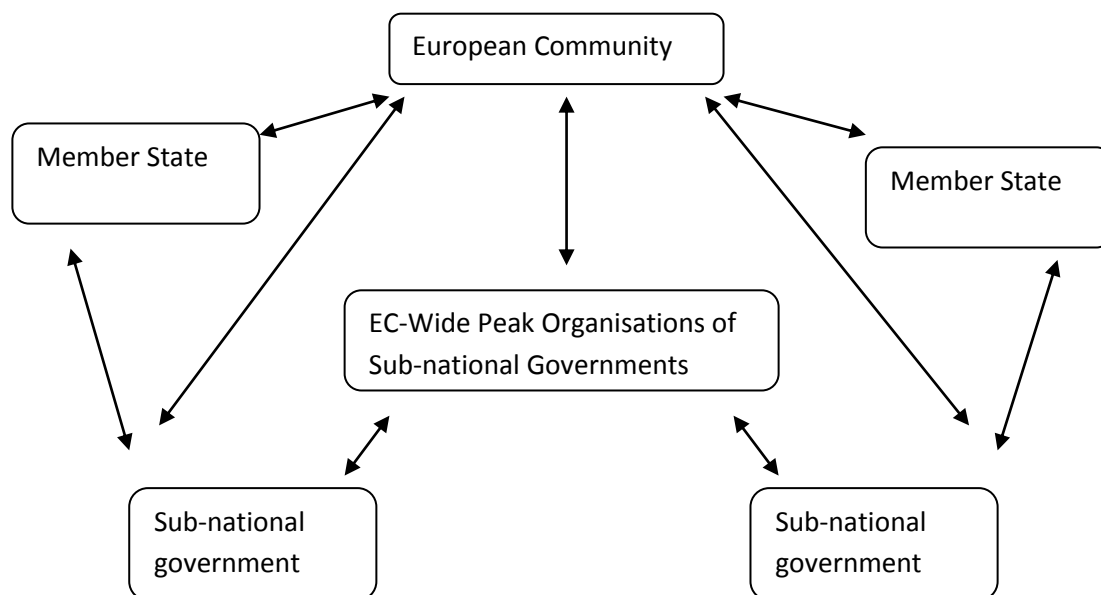 European Community
Member State
Member State
EC-Wide Peak Organisations of
Sub-national Governments
Sub-national
government
Sub-national
government